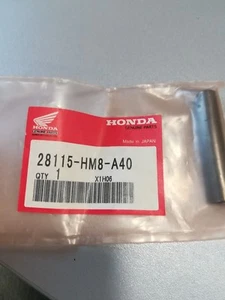 HONDA
HONDA
GENUINE PARTS
MADE IN JAPAN
28115-HM8-A40
QTY 1
X1H06